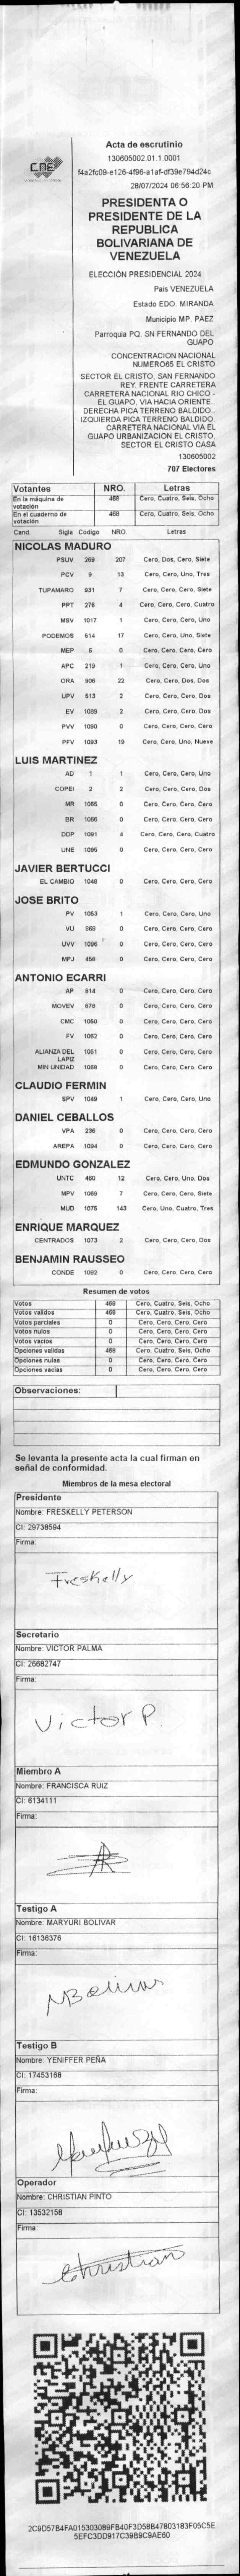 CNE
Acta de escrutinio
130605002.01.1.0001
f4a2fc09-e126-4f96-a1af-df39e794d24c
28/07/2024 06:56:20 PM
PRESIDENTA O
PRESIDENTE DE LA
REPUBLICA
BOLIVARIANA DE
VENEZUELA
ELECCIÓN PRESIDENCIAL 2024
Pais VENEZUELA
Estado EDO. MIRANDA
Municipio MP. PAEZ
Parroquia PQ. SN FERNANDO DEL
GUAPO
CONCENTRACION NACIONAL
NUMERO65 EL CRISTO
SECTOR EL CRISTO, SAN FERNANDO
REY. FRENTE CARRETERA
CARRETERA NACIONAL RIO CHICO -
EL GUAPO, VIA HACIA ORIENTE.
DERECHA PICA TERRENO BALDIDO.
IZQUIERDA PICA TERRENO BALDIDO.
CARRETERA NACIONAL VIA EL
GUAPO URBANIZACION EL CRISTO,
SECTOR EL CRISTO CASA
130605002
707 Electores
Votantes NRO. Letras
En la máquina de votación 468 Cero, Cuatro, Seis, Ocho
En el cuaderno de votación 468 Cero, Cuatro, Seis, Ocho
Cand. Sigla Código NRO. Letras
NICOLAS MADURO
PSUV 269 207 Cero, Dos, Cero, Siete
PCV 9 13 Cero, Cero, Uno, Tres
TUPAMARO 931 7 Cero, Cero, Cero, Siete
PPT 276 4 Cero, Cero, Cero, Cuatro
MSV 1017 1 Cero, Cero, Cero, Uno
PODEMOS 514 17 Cero, Cero, Uno, Siete
MEP 6 0 Cero, Cero, Cero, Cero
APC 219 1 Cero, Cero, Cero, Uno
ORA 906 22 Cero, Cero, Dos, Dos
UPV 513 2 Cero, Cero, Cero, Dos
EV 1089 2 Cero, Cero, Cero, Dos
PVV 1090 0 Cero, Cero, Cero, Cero
PFV 1093 19 Cero, Cero, Uno, Nueve
LUIS MARTINEZ
AD 1 1 Cero, Cero, Cero, Uno
COPEI 2 2 Cero, Cero, Cero, Dos
MR 1065 0 Cero, Cero, Cero, Cero
BR 1066 0 Cero, Cero, Cero, Cero
DDP 1091 4 Cero, Cero, Cero, Cuatro
UNE 1095 0 Cero, Cero, Cero, Cero
JAVIER BERTUCCI
EL CAMBIO 1048 0 Cero, Cero, Cero, Cero
JOSE BRITO
PV 1053 1 Cero, Cero, Cero, Uno
VU 968 0 Cero, Cero, Cero, Cero
UVV 1096 0 Cero, Cero, Cero, Cero
MPJ 458 0 Cero, Cero, Cero, Cero
ANTONIO ECARRI
AP 814 0 Cero, Cero, Cero, Cero
MOVEV 878 0 Cero, Cero, Cero, Cero
CMC 1050 0 Cero, Cero, Cero, Cero
FV 1062 0 Cero, Cero, Cero, Cero
ALIANZA DEL LAPIZ 1051 0 Cero, Cero, Cero, Cero
MIN UNIDAD 1088 0 Cero, Cero, Cero, Cero
CLAUDIO FERMIN
SPV 1049 1 Cero, Cero, Cero, Uno
DANIEL CEBALLOS
VPA 236 0 Cero, Cero, Cero, Cero
AREPA 1094 0 Cero, Cero, Cero, Cero
EDMUNDO GONZALEZ
UNTC 460 12 Cero, Cero, Uno, Dos
MPV 1069 7 Cero, Cero, Cero, Siete
MUD 1075 143 Cero, Uno, Cuatro, Tres
ENRIQUE MARQUEZ
CENTRADOS 1073 2 Cero, Cero, Cero, Dos
BENJAMIN RAUSSEO
CONDE 1092 0 Cero, Cero, Cero, Cero
Resumen de votos
Votos 468 Cero, Cuatro, Seis, Ocho
Votos validos 468 Cero, Cuatro, Seis, Ocho
Votos parciales 0 Cero, Cero, Cero, Cero
Votos nulos 0 Cero, Cero, Cero, Cero
Votos vacios 0 Cero, Cero, Cero, Cero
Opciones validas 468 Cero, Cuatro, Seis, Ocho
Opciones nulas 0 Cero, Cero, Cero, Cero
Opciones vacias 0 Cero, Cero, Cero, Cero
Observaciones:
Se levanta la presente acta la cual firman en
señal de conformidad.
Miembros de la mesa electoral
Presidente
Nombre: FRESKELLY PETERSON
CI: 29738594
Firma:
Freskelly
Secretario
Nombre: VICTOR PALMA
CI: 26682747
Firma:
Victor P.
Miembro A
Nombre: FRANCISCA RUIZ
CI: 6134111
Firma:
Testigo A
Nombre: MARYURI BOLIVAR
CI: 16136376
Firma:
MBolivar
Testigo B
Nombre: YENIFFER PEÑA
CI: 17453168
Firma:
Operador
Nombre: CHRISTIAN PINTO
CI: 13532156
Firma:
Christian
2C9D57B4FA015303089FB40F3D58B47803183F05C5E
5EFC3DD917C39B9C9AE60